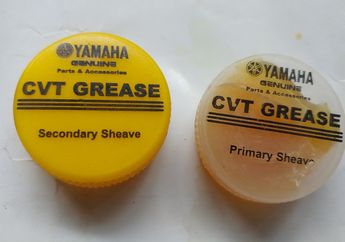 YAMAHA
GENUINE
Parts & Accessories
CVT GREASE
Secondary Sheave
YAMAHA
GENUINE
Parts & Accessories
CVT GREASE
Primary Sheave